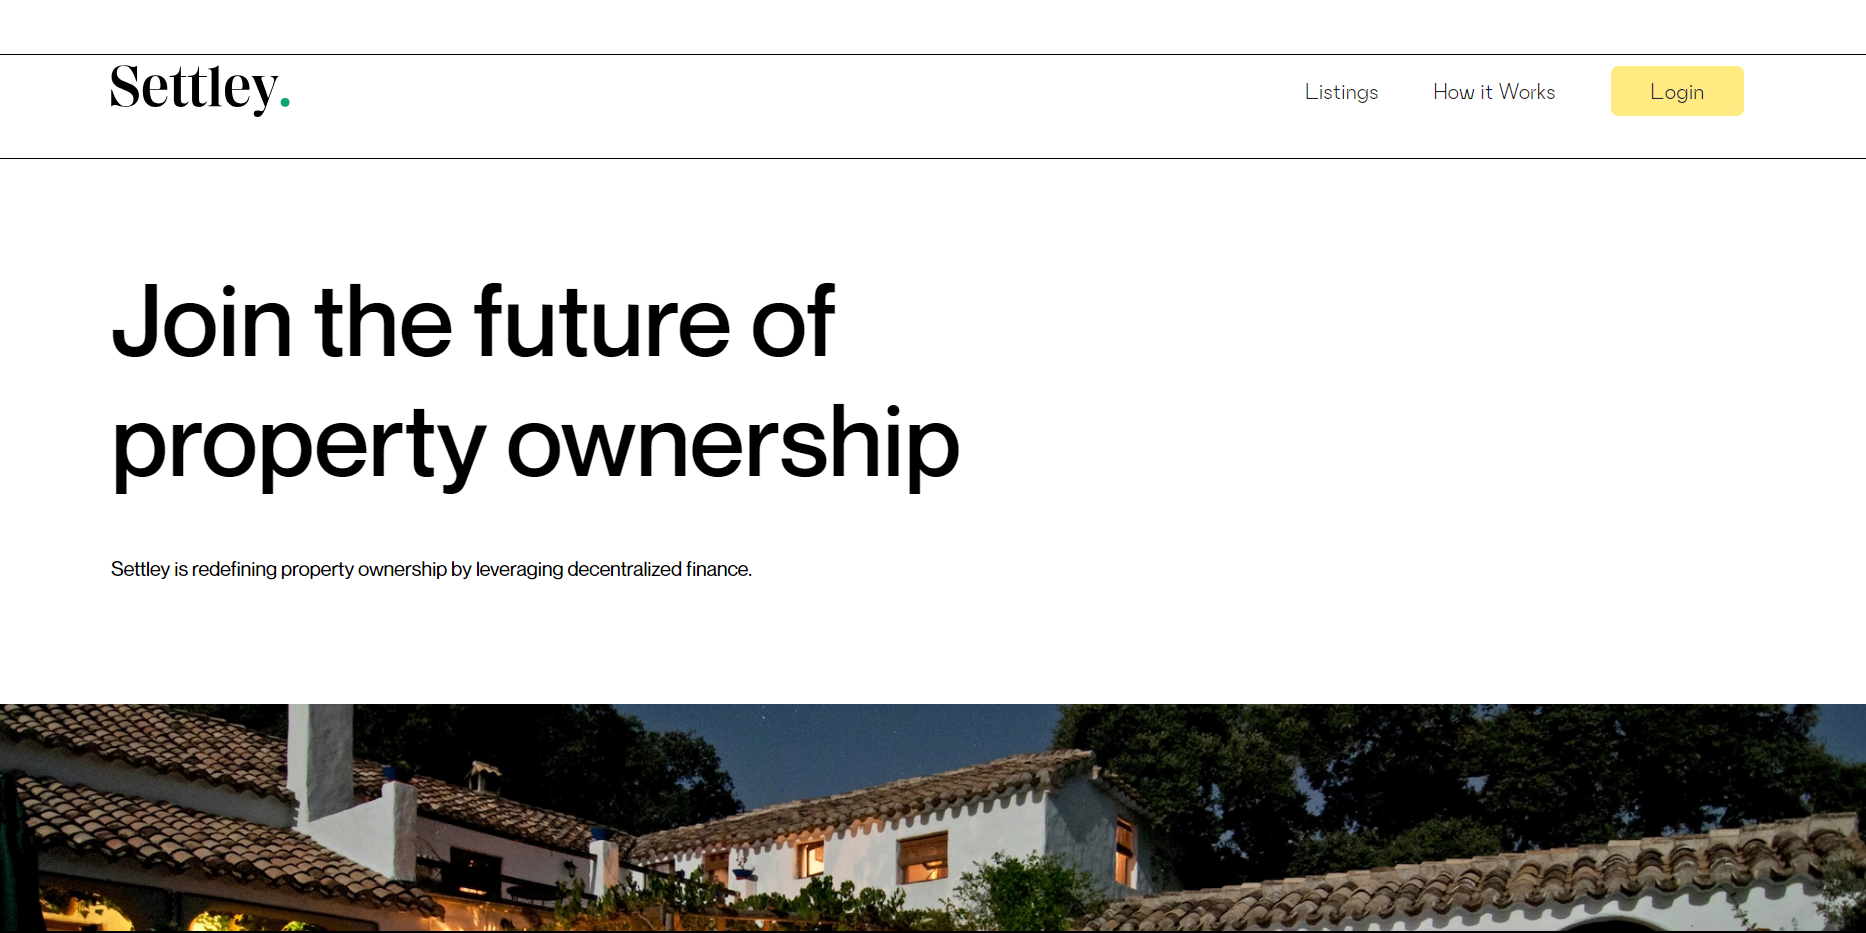 Settley.
Listings
How it Works
Login
Join the future of
property ownership
Settley is redefining property ownership by leveraging decentralized finance.